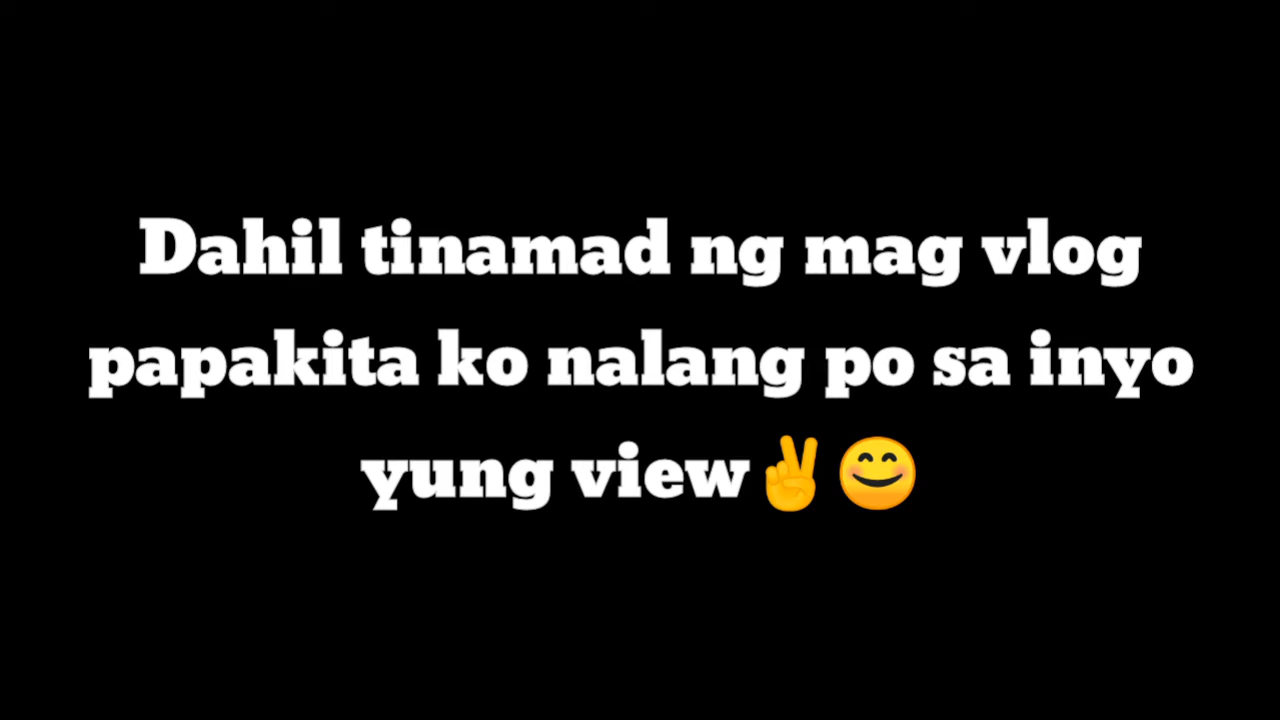 Dahil tinamad ng mag vlog
papakita ko nalang po sa inyo
yung view✌😊